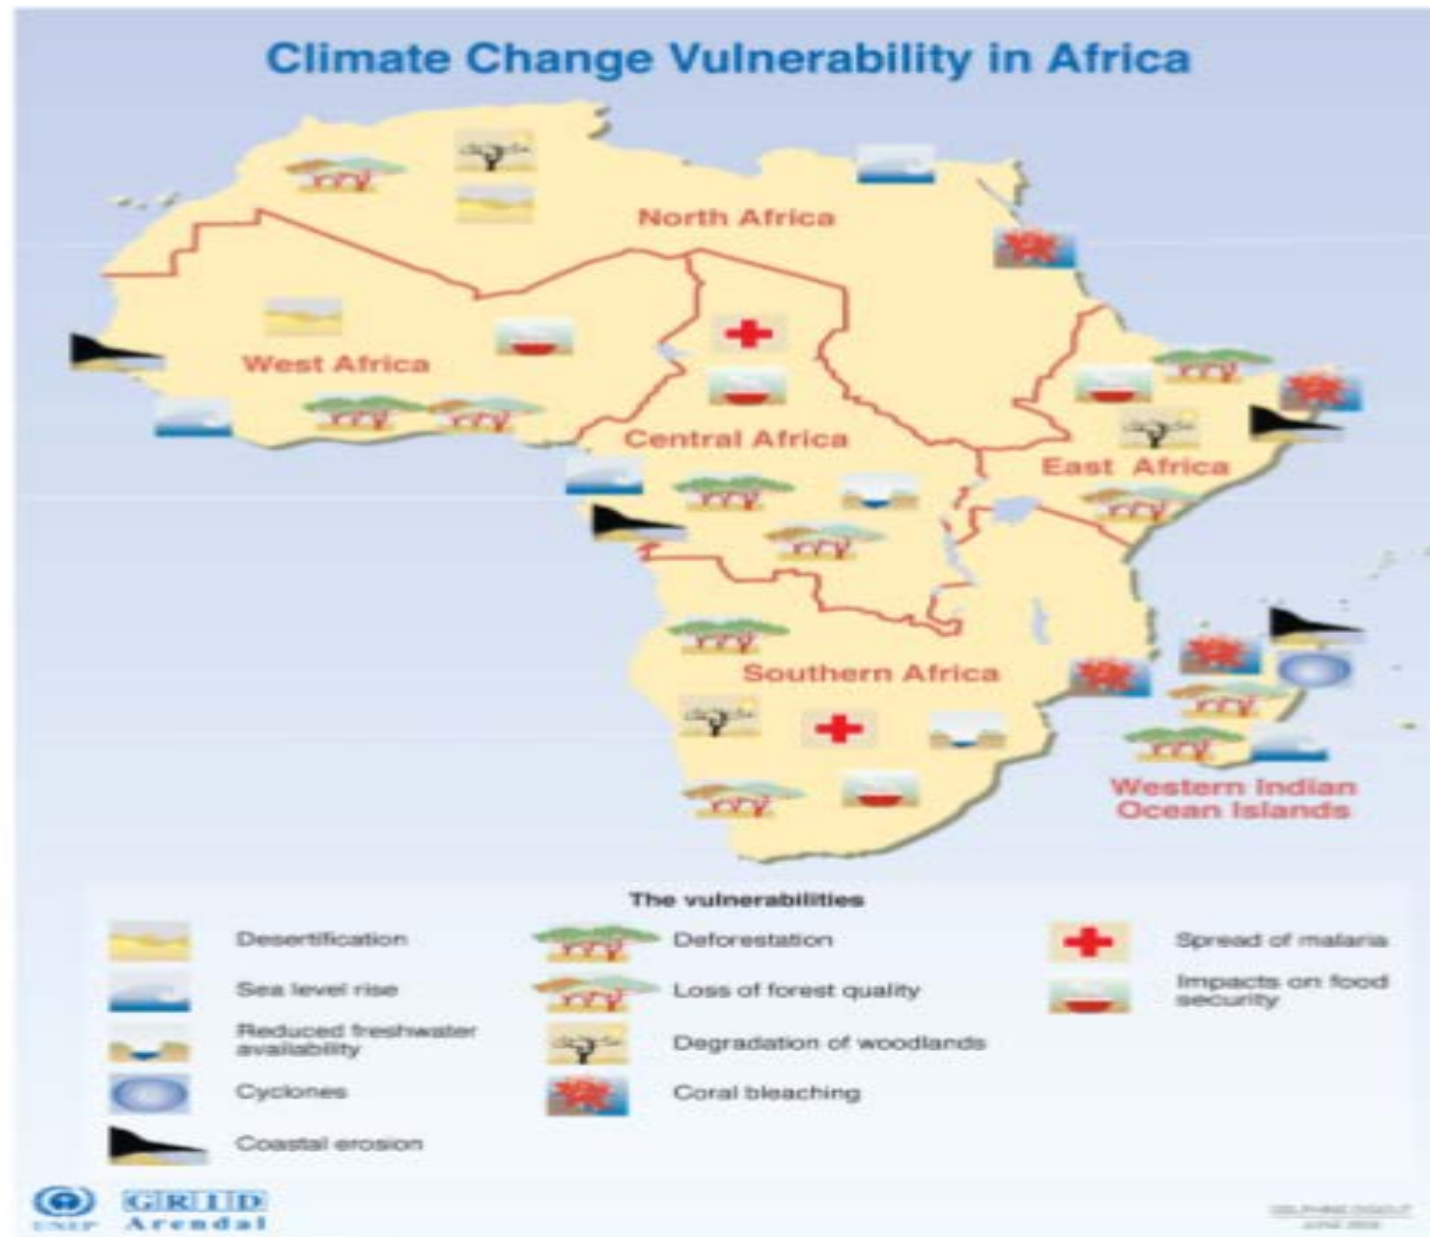 Climate Change Vulnerability in Africa
North Africa
West Africa
Central Africa
East Africa
Southern Africa
Western Indian
Ocean Islands
The vulnerabilities
Desertification
Sea level rise
Reduced freshwater
availability
Cyclones
Coastal erosion
Deforestation
Loss of forest quality
Degradation of woodlands
Coral bleaching
Spread of malaria
Impacts on food
security
UNEP
GRID
Arendal